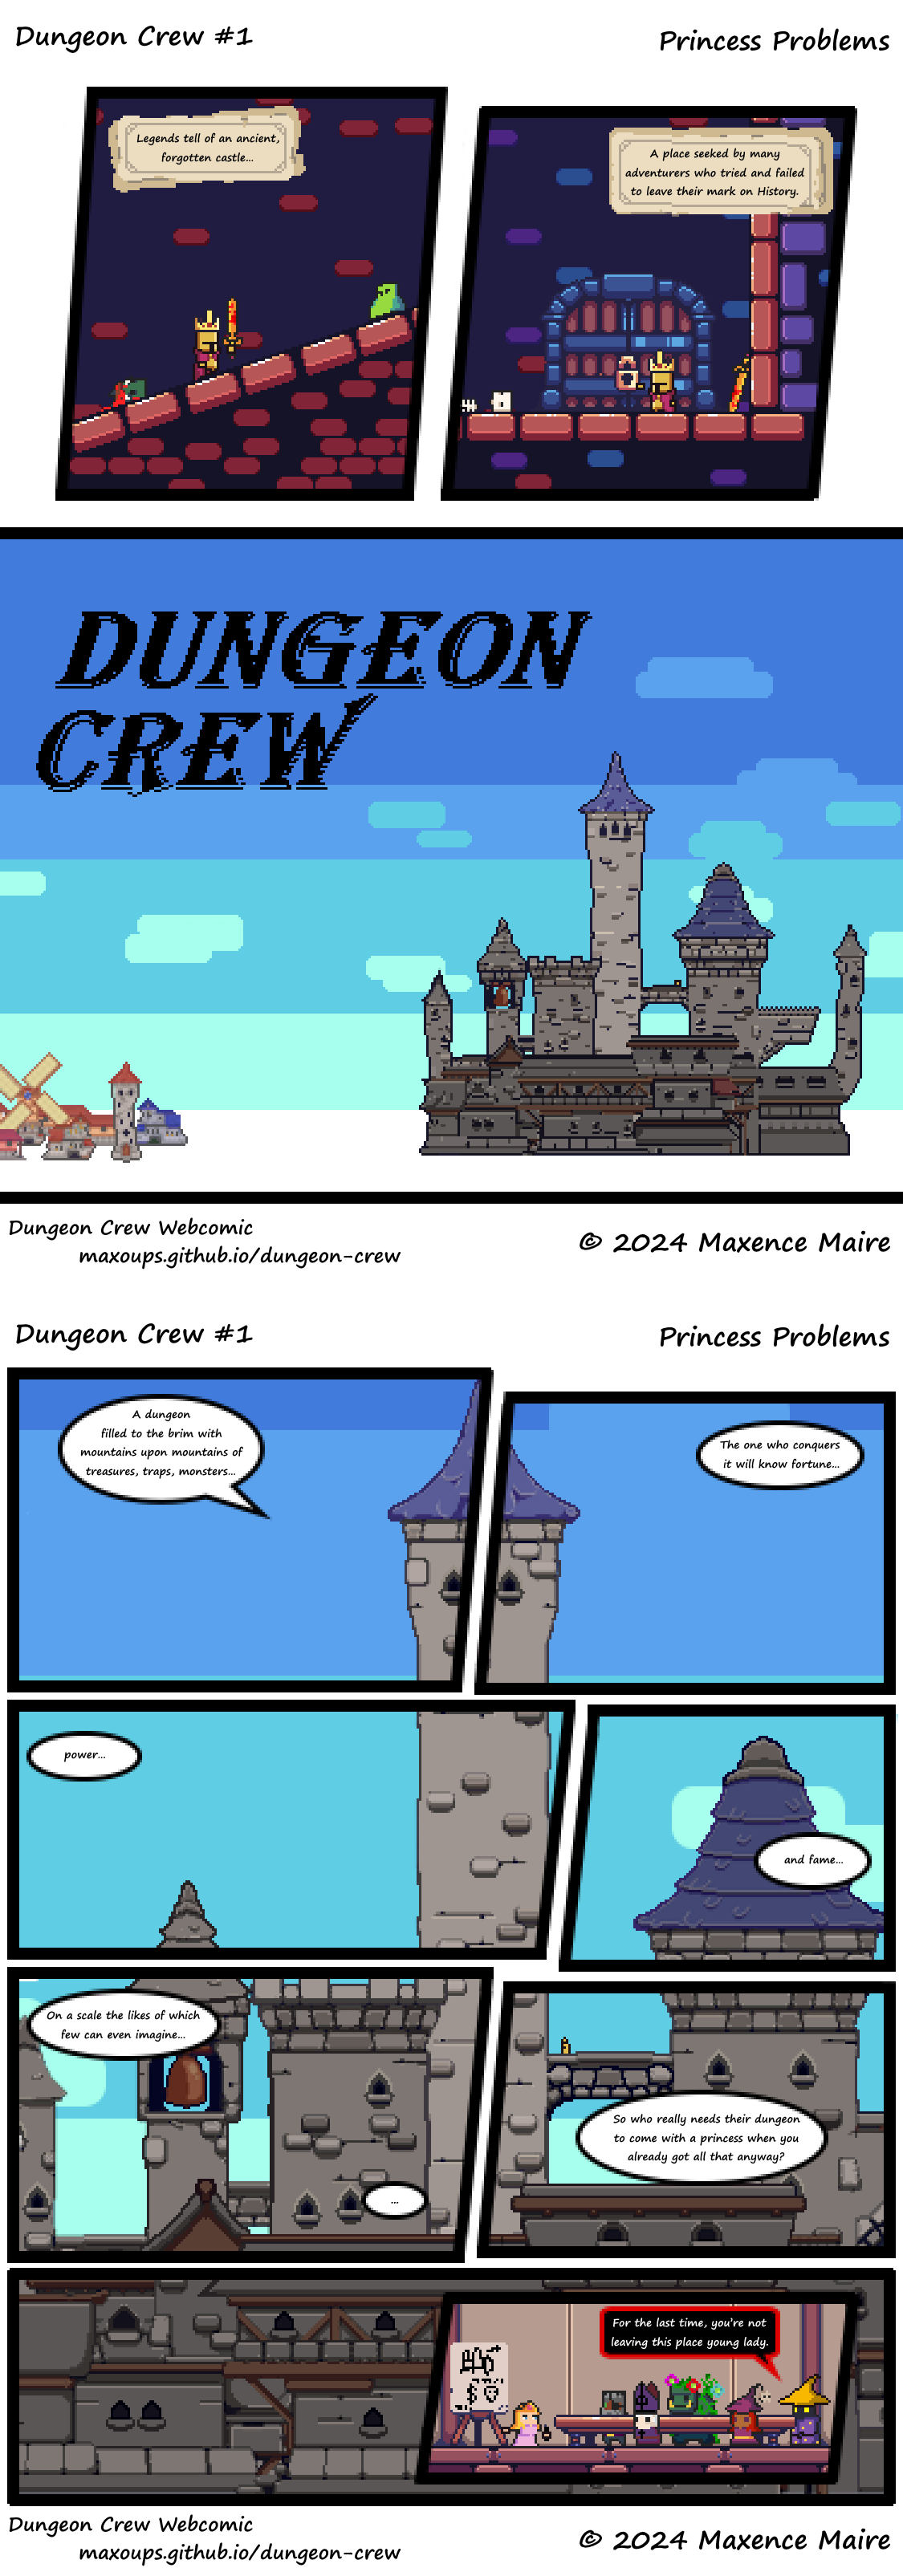 Dungeon Crew #1
Princess Problems
Legends tell of an ancient,
forgotten castle...
A place seeked by many
adventurers who tried and failed
to leave their mark on History.
DUNGEON
CREW
Dungeon Crew Webcomic
maxoups.github.io/dungeon-crew
© 2024 Maxence Maire
Dungeon Crew #1
Princess Problems
A dungeon
filled to the brim with
mountains upon mountains of
treasures, traps, monsters...
The one who conquers
it will know fortune...
power...
and fame...
On a scale the likes of which
few can even imagine...
...
So who really needs their dungeon
to come with a princess when you
already got all that anyway?
For the last time, you're not
leaving this place young lady.
Dungeon Crew Webcomic
maxoups.github.io/dungeon-crew
© 2024 Maxence Maire